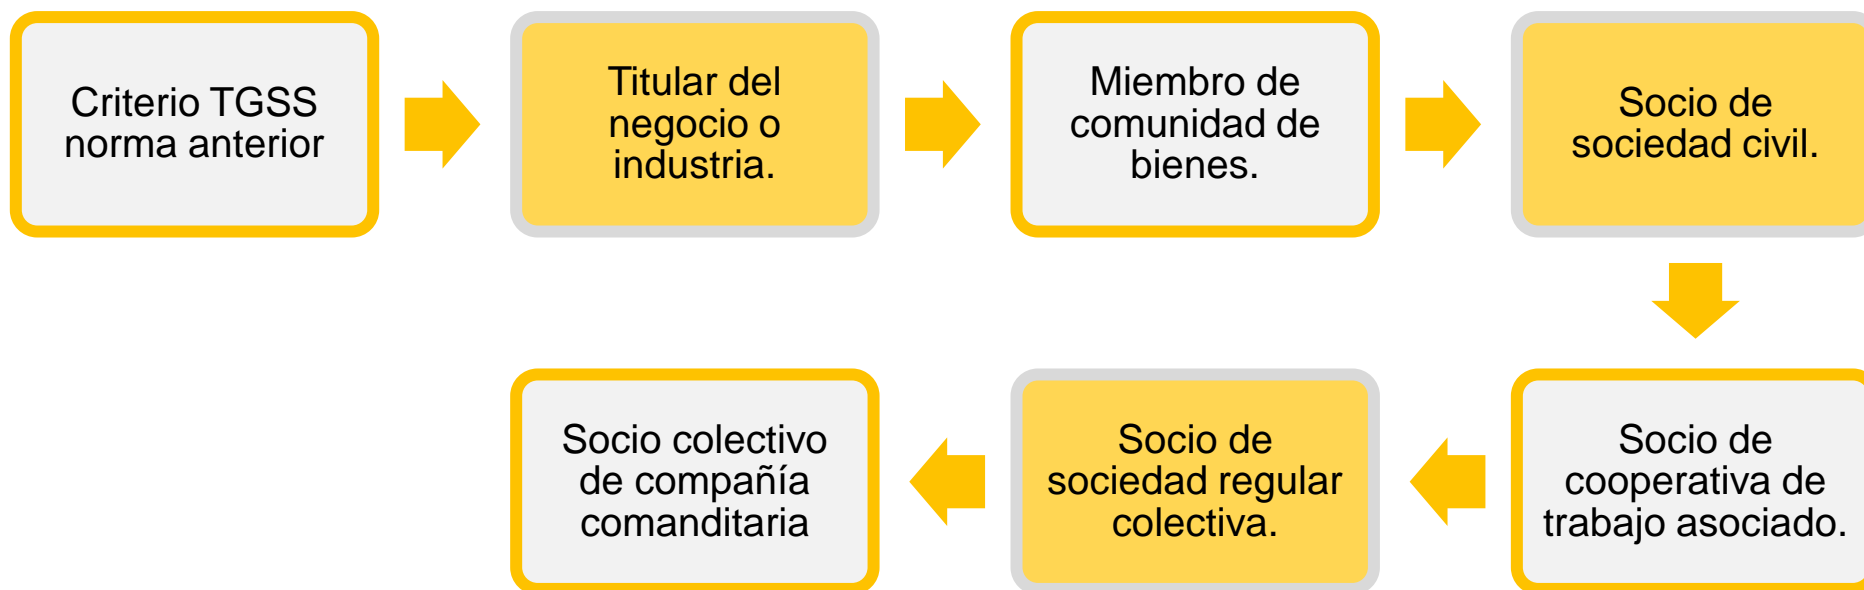 Criterio TGSS
norma anterior
Titular del
negocio o
industria.
Miembro de
comunidad de
bienes.
Socio de
sociedad civil.
Socio de
cooperativa de
trabajo asociado.
Socio de
sociedad regular
colectiva.
Socio colectivo
de compañía
comanditaria